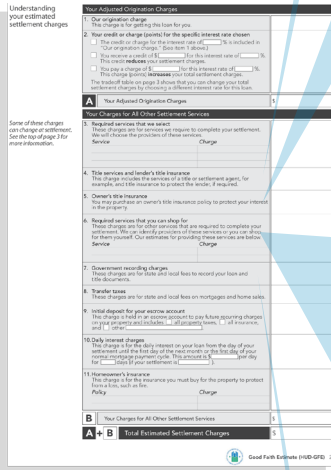 Understanding
your estimated
settlement charges
Your Adjusted Origination Charges
1. Our origination charge
This charge is for getting this loan for you.
2. Your credit or charge (points) for the specific interest rate chosen
The credit or charge for the interest rate of % is included in
"Our origination charge." (See item 1 above.)
You receive a credit of $ for this interest rate of %.
This credit reduces your settlement charges.
You pay a charge of $ for this interest rate of %.
This charge (points) increases your total settlement charges.
The tradeoff table on page 3 shows that you can change your total
settlement charges by choosing a different interest rate for this loan.
A Your Adjusted Origination Charges $
Your Charges for All Other Settlement Services
Some of these charges
can change at settlement.
See the top of page 3 for
more information.
3. Required services that we select
These charges are for services we require to complete your settlement.
We will choose the providers of these services.
Service Charge
4. Title services and lender's title insurance
This charge includes the services of a title or settlement agent, for
example, and title insurance to protect the lender, if required.
5. Owner's title insurance
You may purchase an owner's title insurance policy to protect your interest
in the property.
6. Required services that you can shop for
These charges are for other services that are required to complete your
settlement. We can identify providers of these services or you can shop
for them yourself. Our estimates for providing these services are below.
Service Charge
7. Government recording charges
These charges are for state and local fees to record your loan and
title documents.
8. Transfer taxes
These charges are for state and local fees on mortgages and home sales.
9. Initial deposit for your escrow account
This charge is held in an escrow account to pay future recurring charges
on your property and includes all property taxes, all insurance,
and other
10. Daily interest charges
This charge is for the daily interest on your loan from the day of your
settlement until the first day of the next month or the first day of your
normal mortgage payment cycle. This amount is $ per day
for days (if your settlement is ).
11. Homeowner's insurance
This charge is for the insurance you must buy for the property to protect
from a loss, such as fire.
Policy Charge
B Your Charges for All Other Settlement Services $
A + B Total Estimated Settlement Charges $
Good Faith Estimate (HUD-GFE) 2